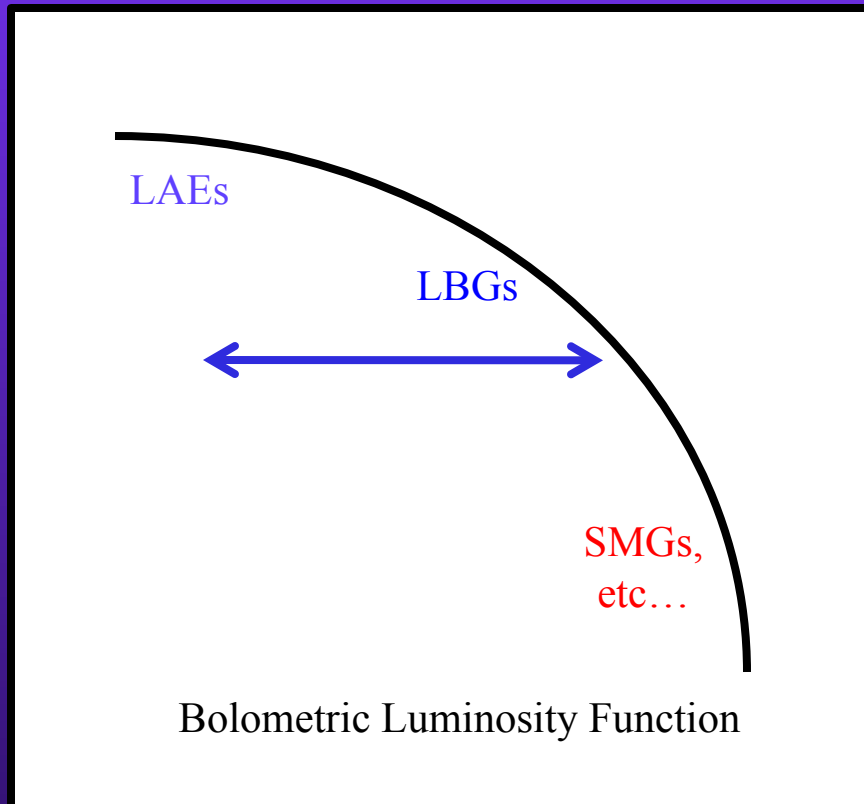 LAEs
LBGs
SMGs,
etc…
Bolometric Luminosity Function